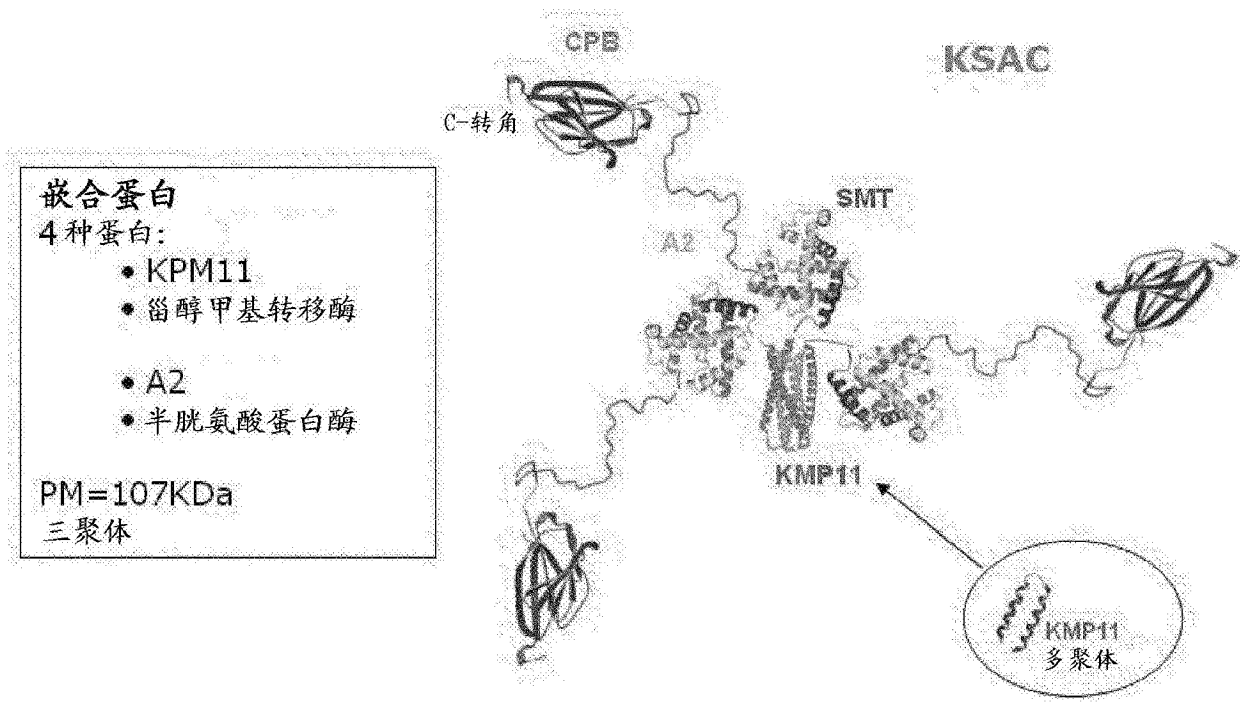 CPB
KSAC
C-转角
嵌合蛋白
4种蛋白:
• KPM11
• 甾醇甲基转移酶
• A2
• 半胱氨酸蛋白酶
PM=107KDa
三聚体
SMT
A2
KMP11
KMP11
多聚体